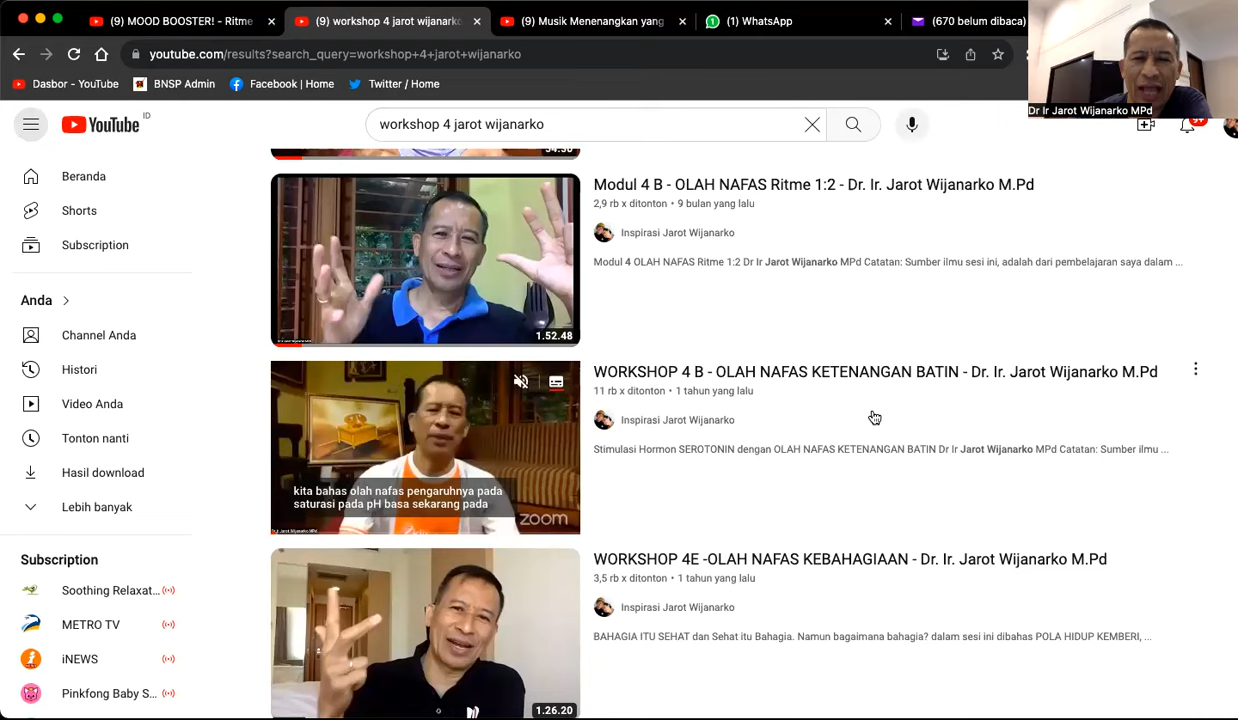 (9) MOOD BOOSTER! - Ritme
(9) workshop 4 jarot wijanarko
(9) Musik Menenangkan yang
(1) WhatsApp
(670 belum dibaca)
youtube.com/results?search_query=workshop+4+jarot+wijanarko
Dasbor - YouTube
BNSP Admin
Facebook | Home
Twitter / Home
Dr Ir Jarot Wijanarko MPd
YouTube ID
workshop 4 jarot wijanarko
9+
Beranda
Shorts
Subscription
Anda
Channel Anda
Histori
Video Anda
Tonton nanti
Hasil download
Lebih banyak
Subscription
Soothing Relaxat...
METRO TV
iNEWS
Pinkfong Baby S...
54.30
1.52.48
Modul 4 B - OLAH NAFAS Ritme 1:2 - Dr. Ir. Jarot Wijanarko M.Pd
2,9 rb x ditonton • 9 bulan yang lalu
Inspirasi Jarot Wijanarko
Modul 4 OLAH NAFAS Ritme 1:2 Dr Ir Jarot Wijanarko MPd Catatan: Sumber ilmu sesi ini, adalah dari pembelajaran saya dalam ...
kita bahas olah nafas pengaruhnya pada
saturasi pada pH basa sekarang pada
zoom
WORKSHOP 4 B - OLAH NAFAS KETENANGAN BATIN - Dr. Ir. Jarot Wijanarko M.Pd
11 rb x ditonton • 1 tahun yang lalu
Inspirasi Jarot Wijanarko
Stimulasi Hormon SEROTONIN dengan OLAH NAFAS KETENANGAN BATIN Dr Ir Jarot Wijanarko MPd Catatan: Sumber ilmu ...
1.26.20
WORKSHOP 4E -OLAH NAFAS KEBAHAGIAAN - Dr. Ir. Jarot Wijanarko M.Pd
3,5 rb x ditonton • 1 tahun yang lalu
Inspirasi Jarot Wijanarko
BAHAGIA ITU SEHAT dan Sehat itu Bahagia. Namun bagaimana bahagia? dalam sesi ini dibahas POLA HIDUP KEMBERI, ...